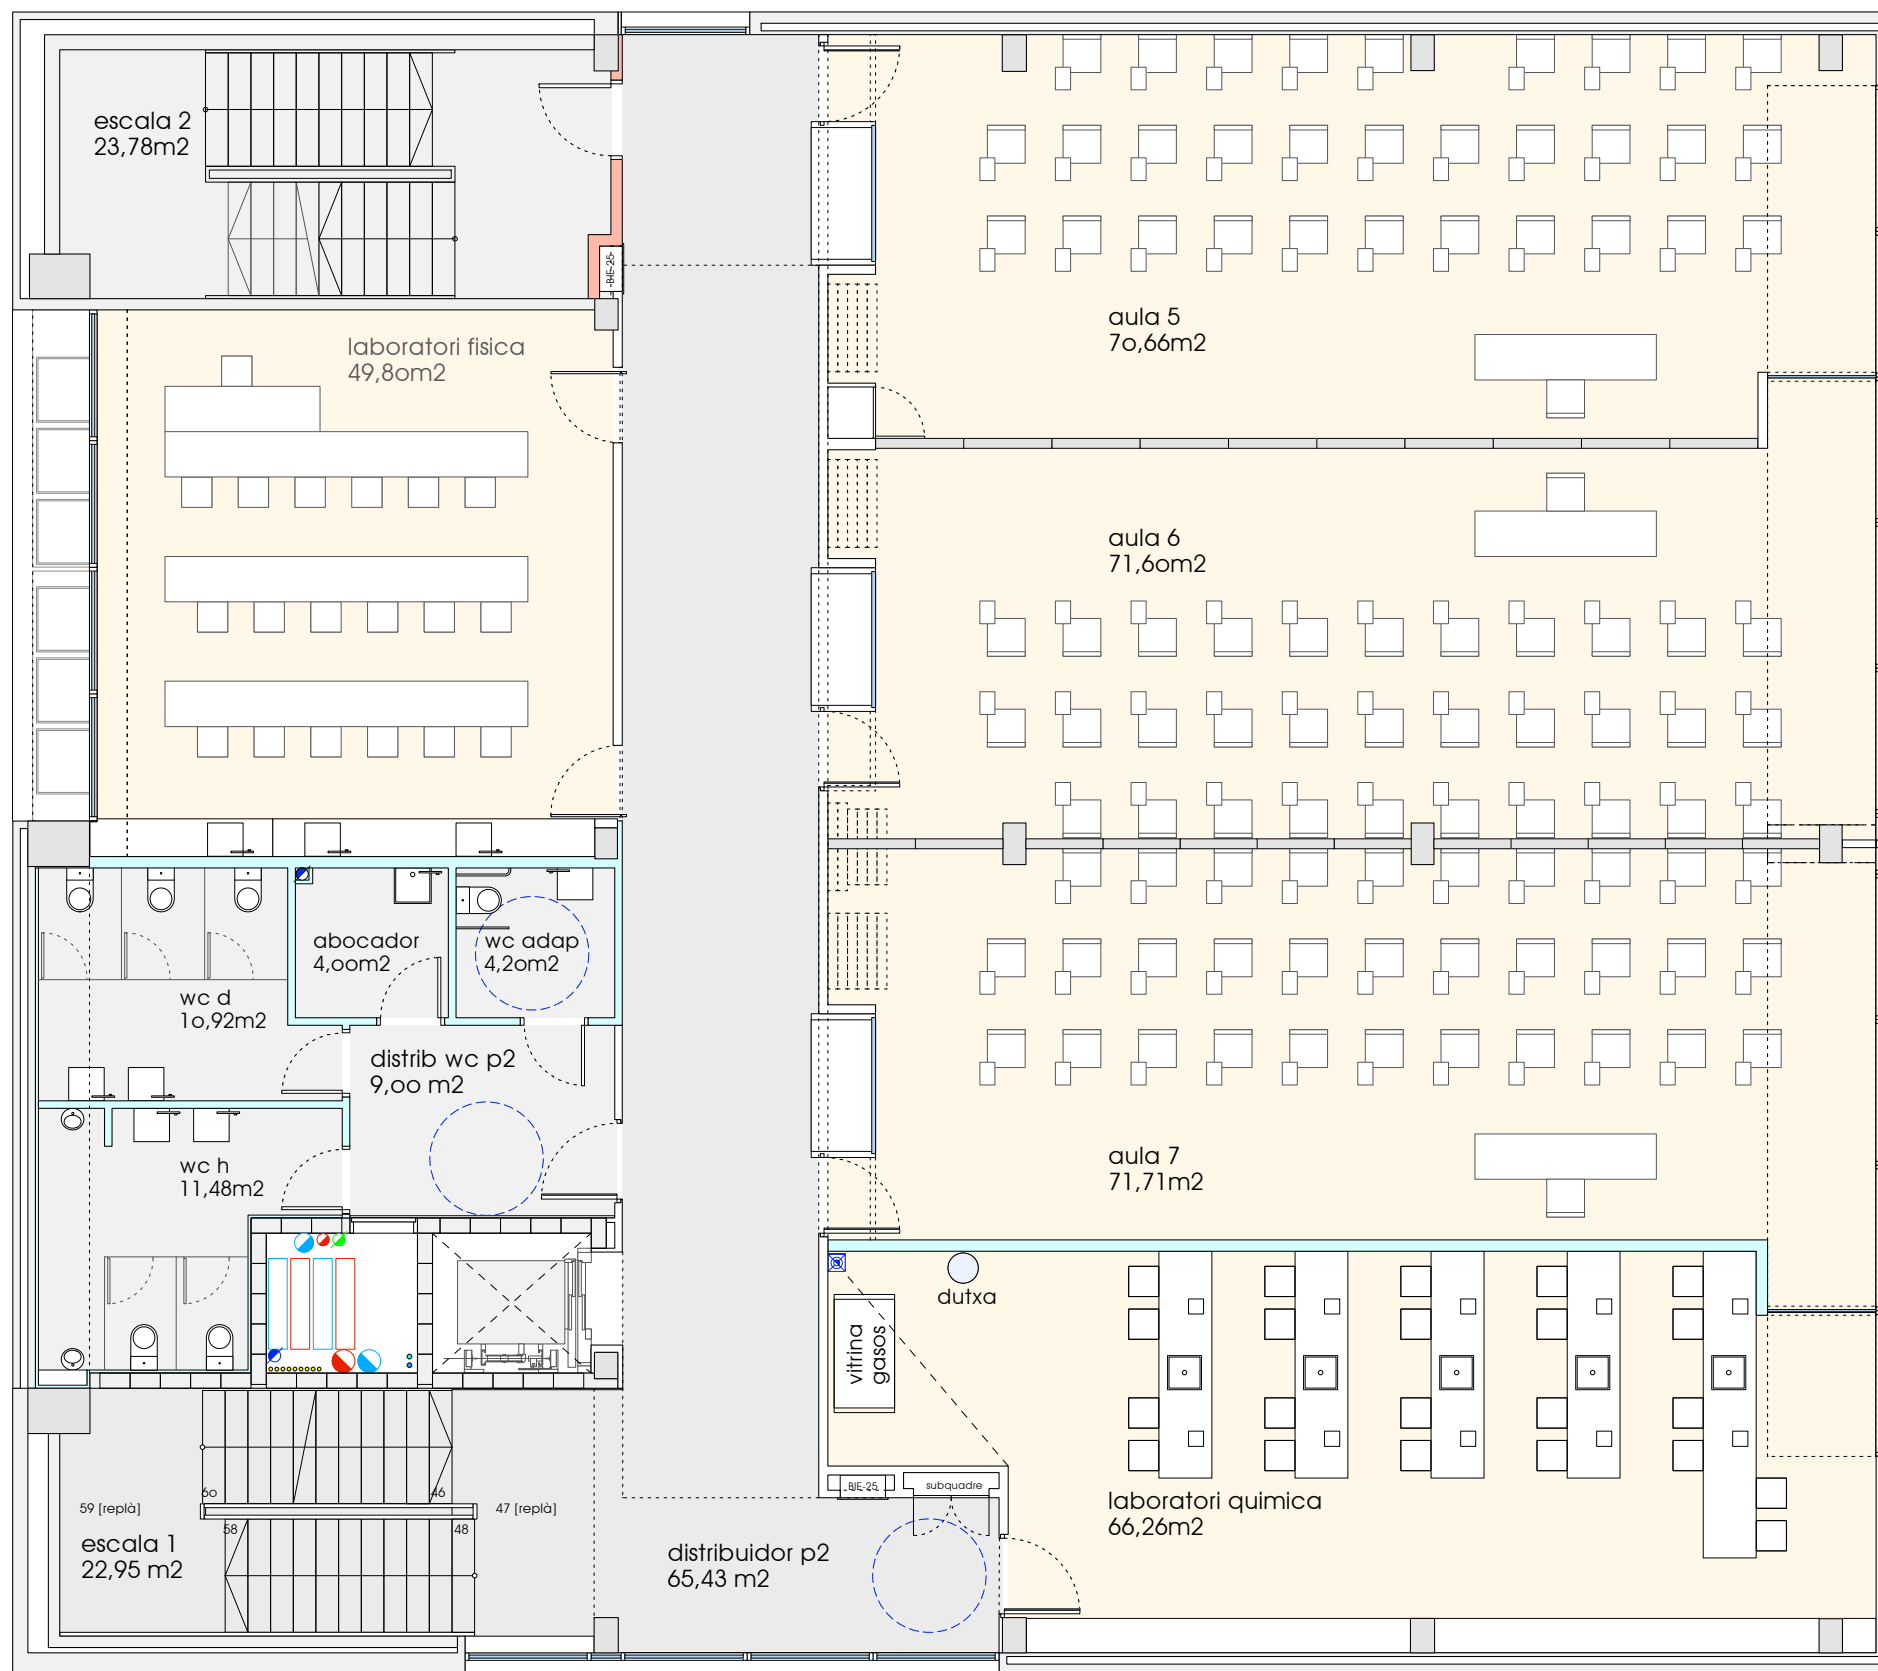 escala 2
23,78m2
BIE-25
laboratori fisica
49,8om2
aula 5
7o,66m2
aula 6
71,6om2
abocador
4,oom2
wc adap
4,2om2
wc d
1o,92m2
distrib wc p2
9,oo m2
wc h
11,48m2
aula 7
71,71m2
dutxa
vitrina
gasos
BIE-25
subquadre
laboratori quimica
66,26m2
6o
46
59 [replà]
47 [replà]
58
48
escala 1
22,95 m2
distribuidor p2
65,43 m2